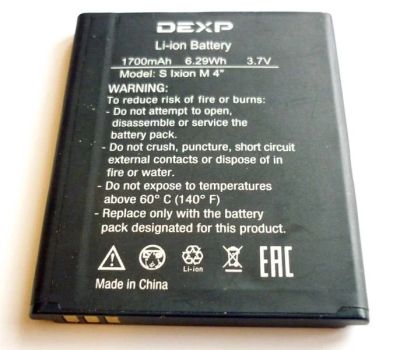 DEXP
Li-ion Battery
1700mAh 6.29Wh 3.7V
Model: S Ixion M 4"
WARNING:
To reduce risk of fire or burns:
- Do not attempt to open,
disassemble or service the
battery pack.
- Do not crush, puncture, short circuit
external contacts or dispose of in
fire or water.
- Do not expose to temperatures
above 60° C (140° F)
- Replace only with the battery
pack designated for this product.
Li-ion
EAC
Made in China